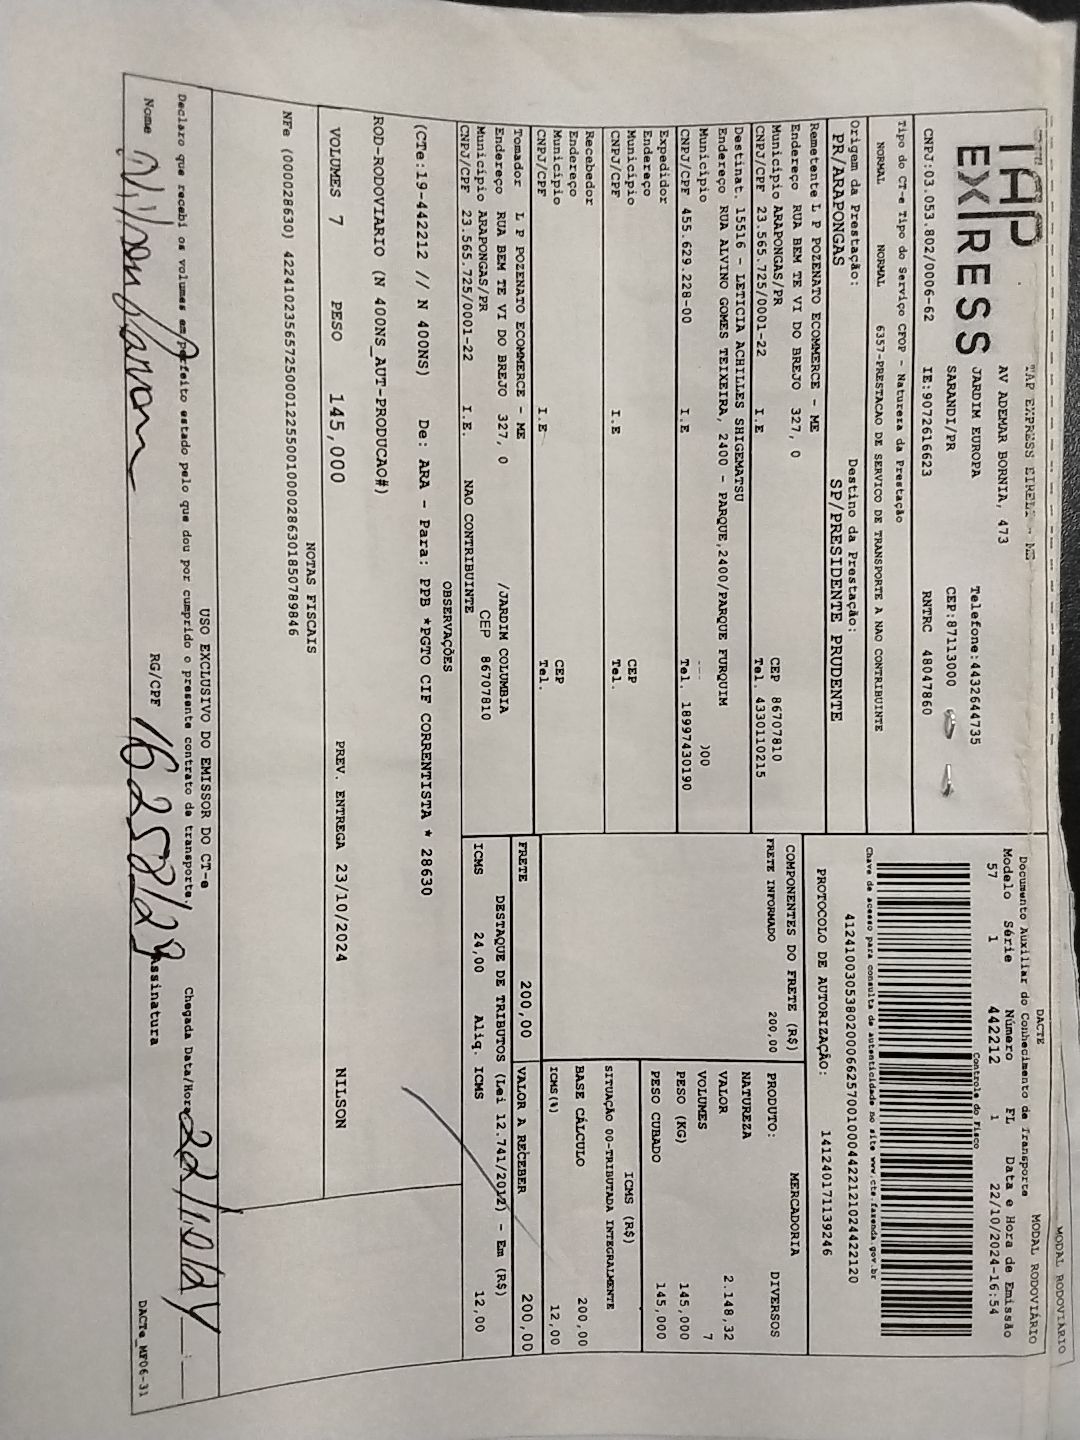 MODAL RODOVIÁRIO
TAP
EXPRESS
TAP EXPRESS EIRELI - ME
AV ADEMAR BORNIA, 473
JARDIM EUROPA
SARANDI/PR
Telefone:4432644735
CEP:87113000
CNPJ:03.053.802/0006-62 IE:9072616623 RNTRC 48047860
DACTE MODAL RODOVIÁRIO
Documento Auxiliar do Conhecimento de Transporte
Modelo Série Número FL Data e Hora de Emissão
57 1 442212 1 22/10/2024-16:54
Controle do Fisco
Tipo do CT-e Tipo do Serviço CFOP - Natureza da Prestação
NORMAL NORMAL 6357-PRESTACAO DE SERVICO DE TRANSPORTE A NAO CONTRIBUINTE
Chave de acesso para consulta de autenticidade no site www.cte.fazenda.gov.br
41241003053802000662570010004422121024422120
Origem da Prestação: Destino da Prestação:
PR/ARAPONGAS SP/PRESIDENTE PRUDENTE
PROTOCOLO DE AUTORIZAÇÃO: 141240171139246
Remetente L P POZENATO ECOMMERCE - ME
Endereço RUA BEM TE VI DO BREJO 327, 0
Município ARAPONGAS/PR CEP 86707810
CNPJ/CPF 23.565.725/0001-22 I.E Tel. 4330110215
Destinat. 15516 - LETICIA ACHILLES SHIGEMATSU
Endereço RUA ALVINO GOMES TEIXEIRA, 2400 - PARQUE,2400/PARQUE FURQUIM
Município )00
CNPJ/CPF 455.629.228-00 I.E Tel. 18997430190
Expedidor
Endereço
Município CEP
CNPJ/CPF I.E Tel.
Recebedor
Endereço
Município CEP
CNPJ/CPF I.E Tel.
Tomador L P POZENATO ECOMMERCE - ME
Endereço RUA BEM TE VI DO BREJO 327, 0 /JARDIM COLUMBIA
Município ARAPONGAS/PR CEP 86707810
CNPJ/CPF 23.565.725/0001-22 I.E. NAO CONTRIBUINTE
COMPONENTES DO FRETE (R$)
FRETE INFORMADO 200,00
MERCADORIA
PRODUTO: DIVERSOS
NATUREZA
VALOR 2.148,32
VOLUMES 7
PESO (KG) 145,000
PESO CUBADO 145,000
ICMS (R$)
SITUAÇÃO 00-TRIBUTADA INTEGRALMENTE
BASE CÁLCULO 200,00
ICMS(%) 12,00
FRETE 200,00 VALOR A RECEBER 200,00
DESTAQUE DE TRIBUTOS (Lei 12.741/2012) - Em (R$)
ICMS 24,00 Aliq. ICMS 12,00
OBSERVAÇÕES
(CTe:19-442212 // N 400NS) De: ARA - Para: PPB *PGTO CIF CORRENTISTA * 28630
ROD-RODOVIARIO (N 400NS_AUT-PRODUCAO#)
VOLUMES 7 PESO 145,000 PREV. ENTREGA 23/10/2024 NILSON
NOTAS FISCAIS
NFe (000028630) 42241023565725000122550010000286301850789846
USO EXCLUSIVO DO EMISSOR DO CT-e
Declaro que recebi os volumes em perfeito estado pelo que dou por cumprido o presente contrato de transporte. Chegada Data/Hora 22/10/24
Nome RG/CPF Assinatura DACTe_MF06-31